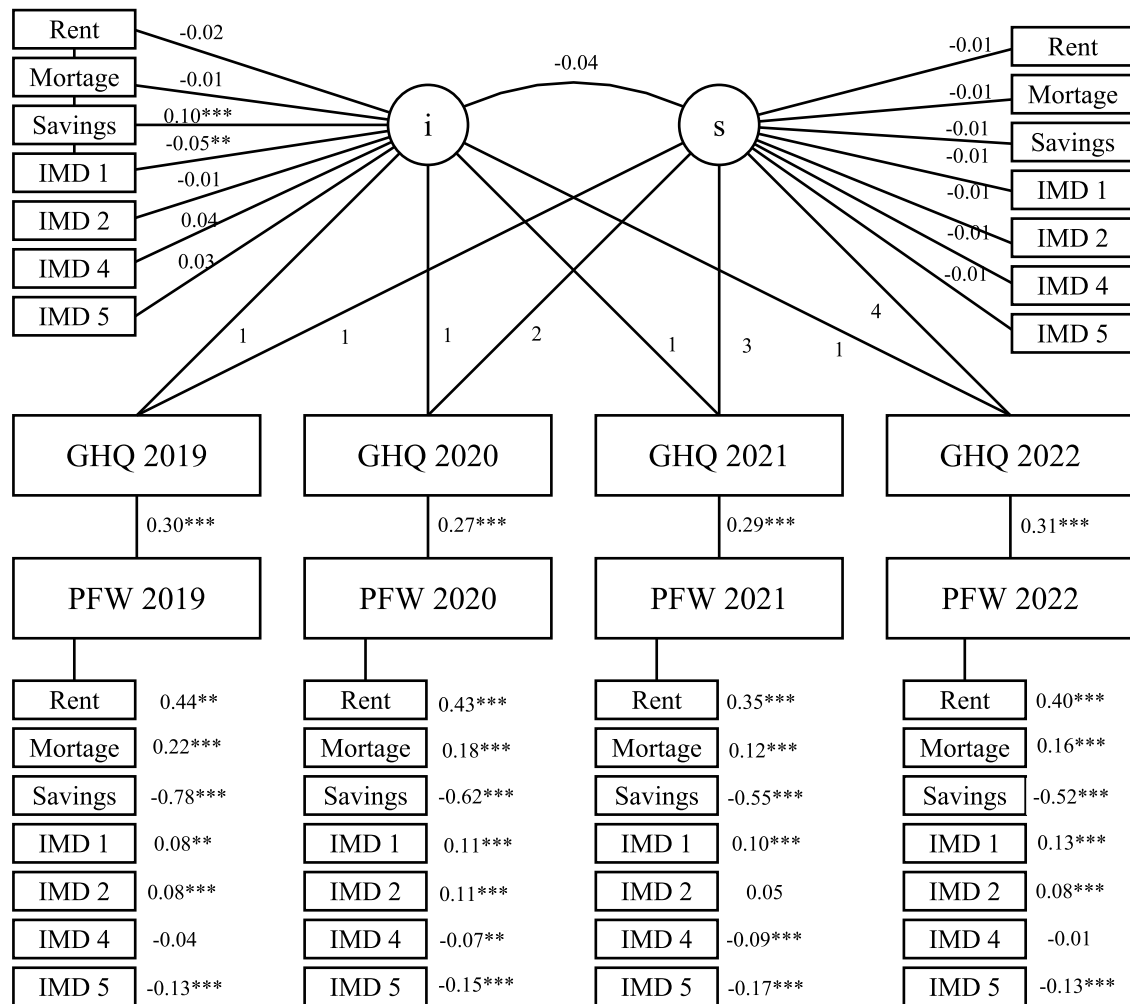 Rent
Mortage
Savings
IMD 1
IMD 2
IMD 4
IMD 5
-0.02
-0.01
0.10***
-0.05**
-0.01
0.04
0.03
i
-0.04
s
-0.01
-0.01
-0.01
-0.01
-0.01
-0.01
-0.01
Rent
Mortage
Savings
IMD 1
IMD 2
IMD 4
IMD 5
1
1
1
2
1
3
1
4
GHQ 2019
GHQ 2020
GHQ 2021
GHQ 2022
0.30***
0.27***
0.29***
0.31***
PFW 2019
PFW 2020
PFW 2021
PFW 2022
Rent 0.44**
Mortage 0.22***
Savings -0.78***
IMD 1 0.08**
IMD 2 0.08***
IMD 4 -0.04
IMD 5 -0.13***
Rent 0.43***
Mortage 0.18***
Savings -0.62***
IMD 1 0.11***
IMD 2 0.11***
IMD 4 -0.07**
IMD 5 -0.15***
Rent 0.35***
Mortage 0.12***
Savings -0.55***
IMD 1 0.10***
IMD 2 0.05
IMD 4 -0.09***
IMD 5 -0.17***
Rent 0.40***
Mortage 0.16***
Savings -0.52***
IMD 1 0.13***
IMD 2 0.08***
IMD 4 -0.01
IMD 5 -0.13***